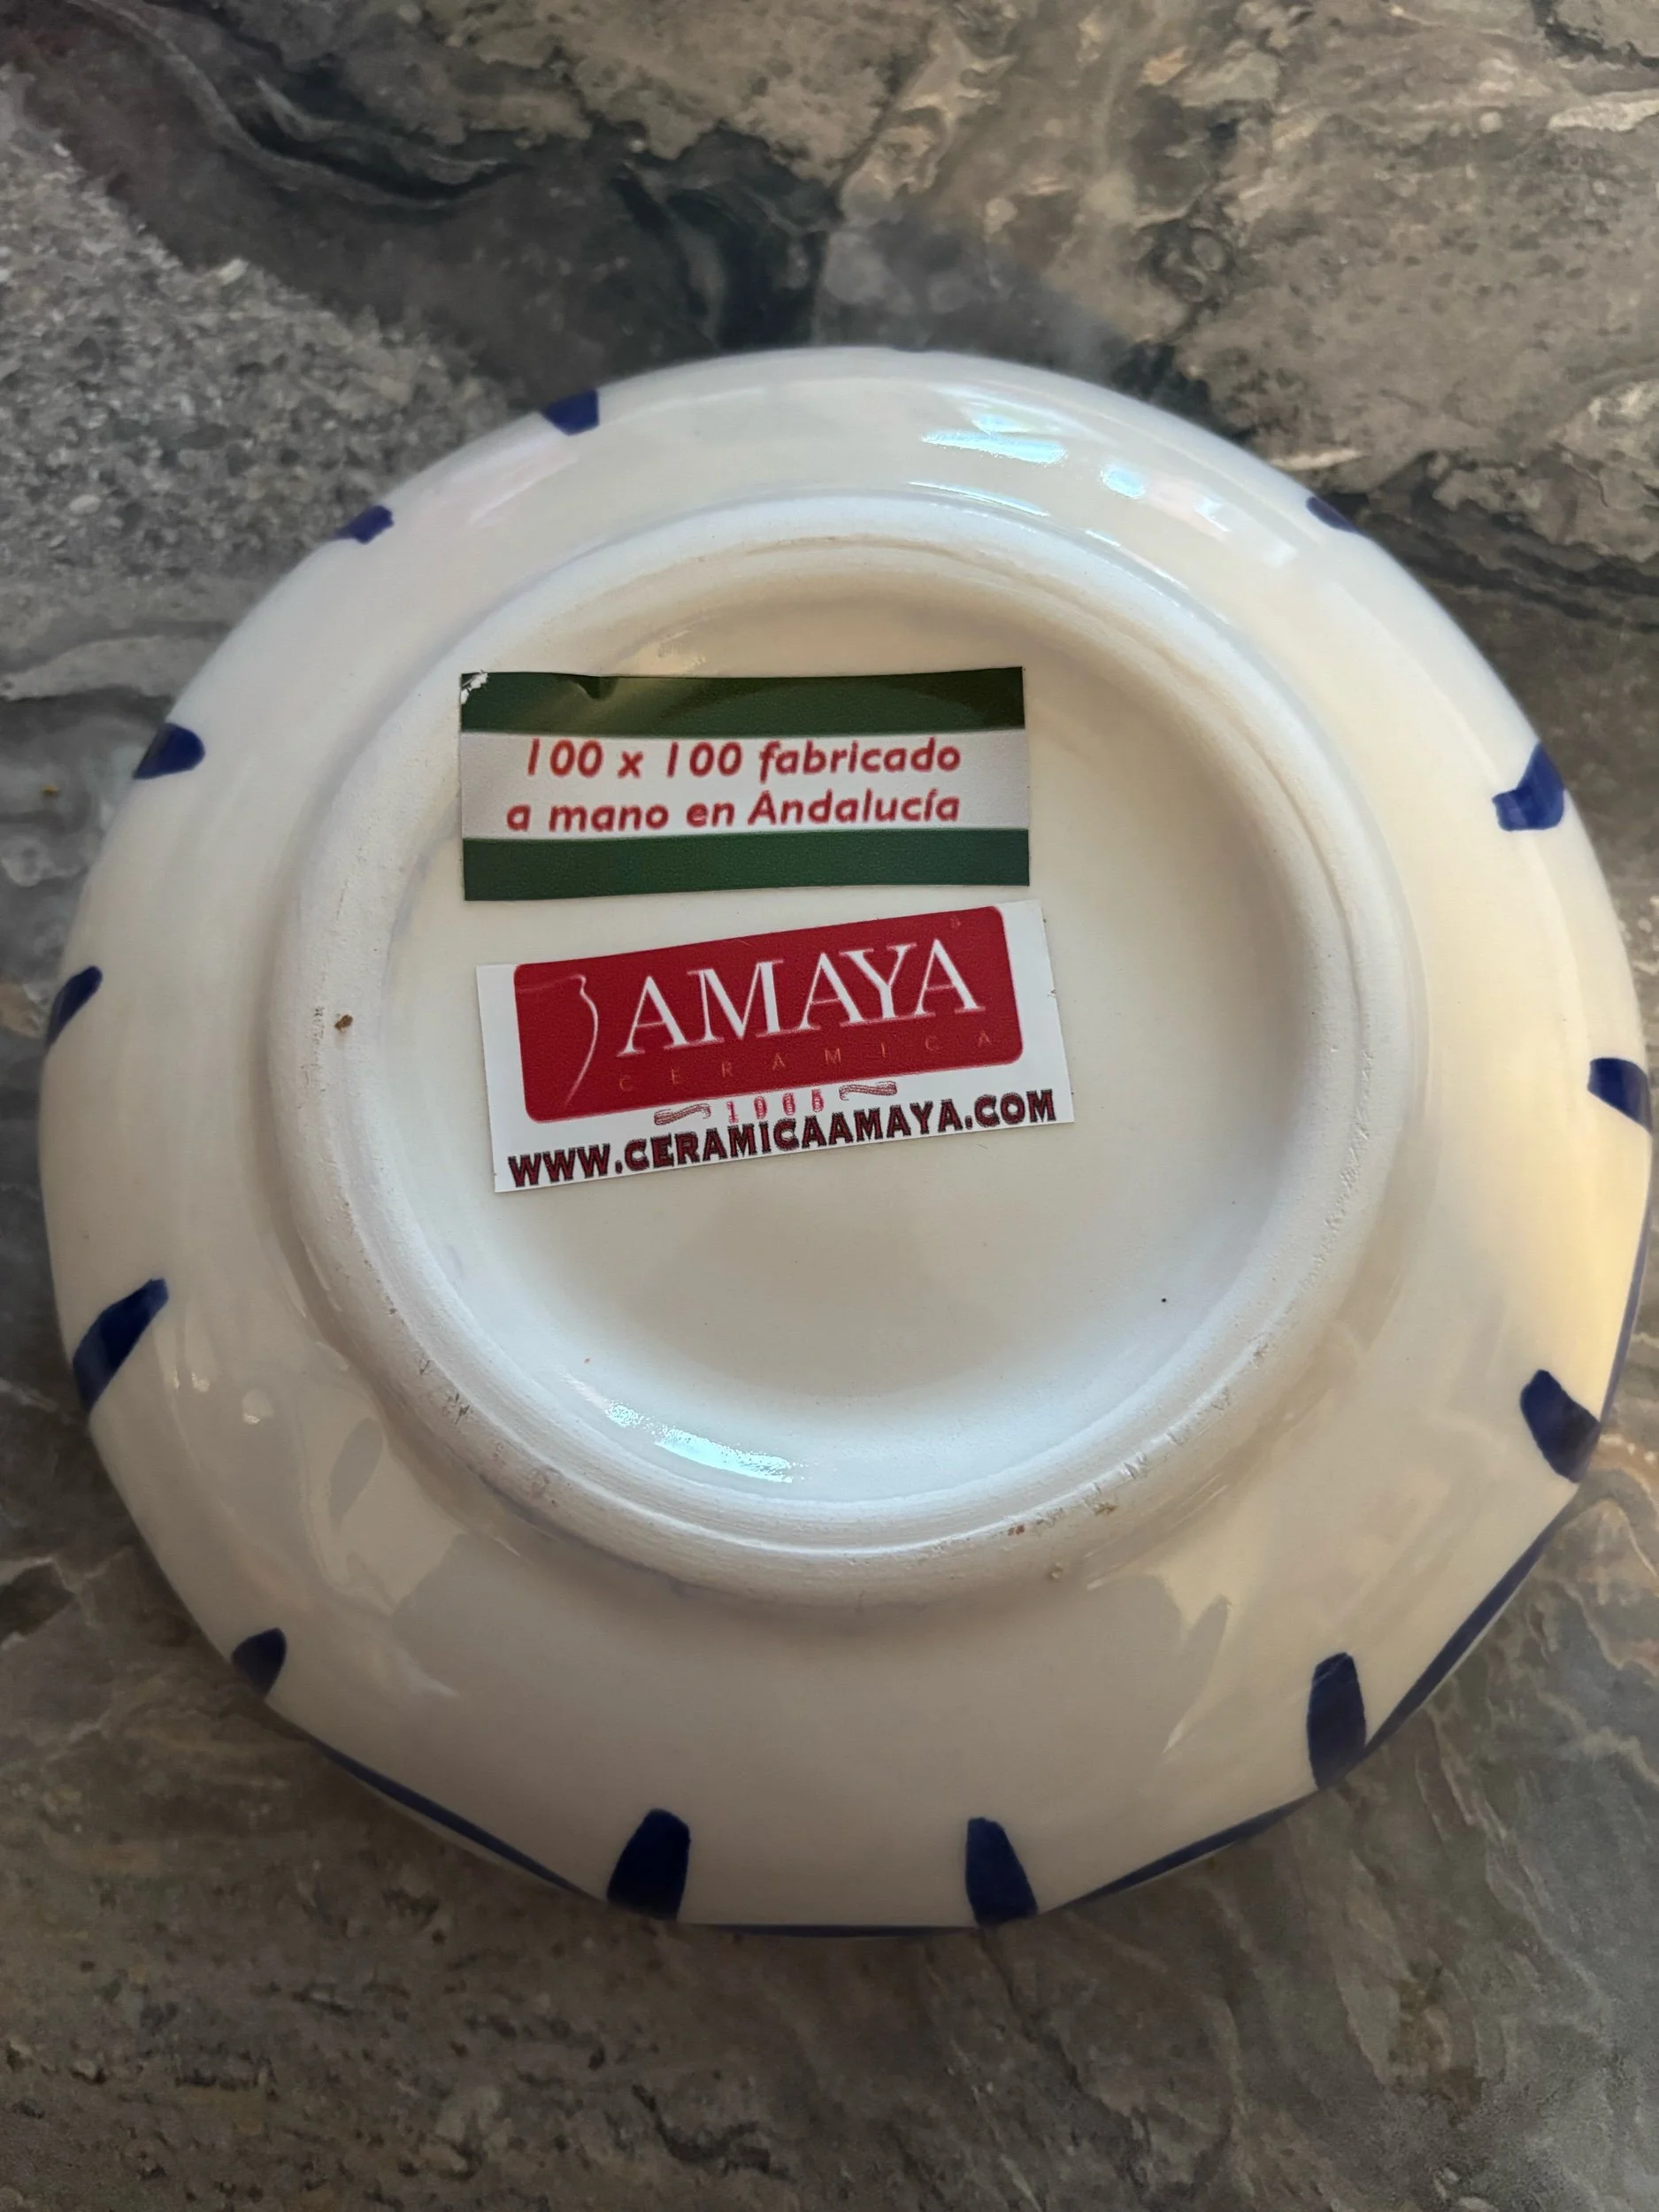 100 x 100 fabricado
a mano en Andalucía
AMAYA
CERAMICA
WWW.CERAMICAAMAYA.COM